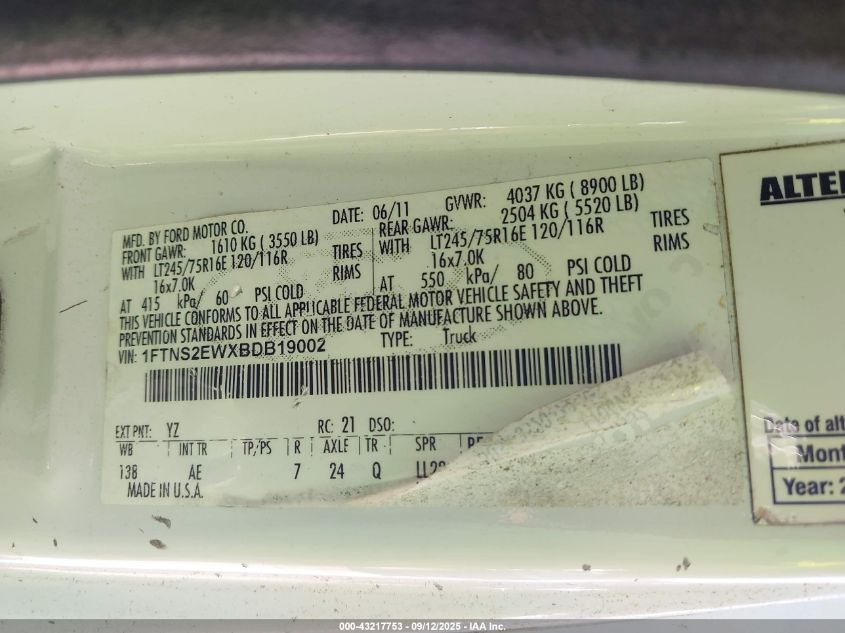 MFD. BY FORD MOTOR CO.
DATE: 06/11
GVWR: 4037 KG ( 8900 LB)
FRONT GAWR: 1610 KG ( 3550 LB)
REAR GAWR: 2504 KG ( 5520 LB)
WITH LT245/75R16E 120/116R TIRES
WITH LT245/75R16E 120/116R TIRES
16x7.0K RIMS
16x7.0K RIMS
AT 415 kPa/ 60 PSI COLD
AT 550 kPa/ 80 PSI COLD
THIS VEHICLE CONFORMS TO ALL APPLICABLE FEDERAL MOTOR VEHICLE SAFETY AND THEFT
PREVENTION STANDARDS IN EFFECT ON THE DATE OF MANUFACTURE SHOWN ABOVE.
VIN: 1FTNS2EWXBDB19002
TYPE: Truck
EXT PNT: YZ RC: 21 DSO:
WB INT TR TP/PS R AXLE TR SPR
138 AE 7 24 Q
MADE IN U.S.A.
ALTE
Date of alt
Mont
Year: 2
000-43217753 - 09/12/2025 - IAA Inc.